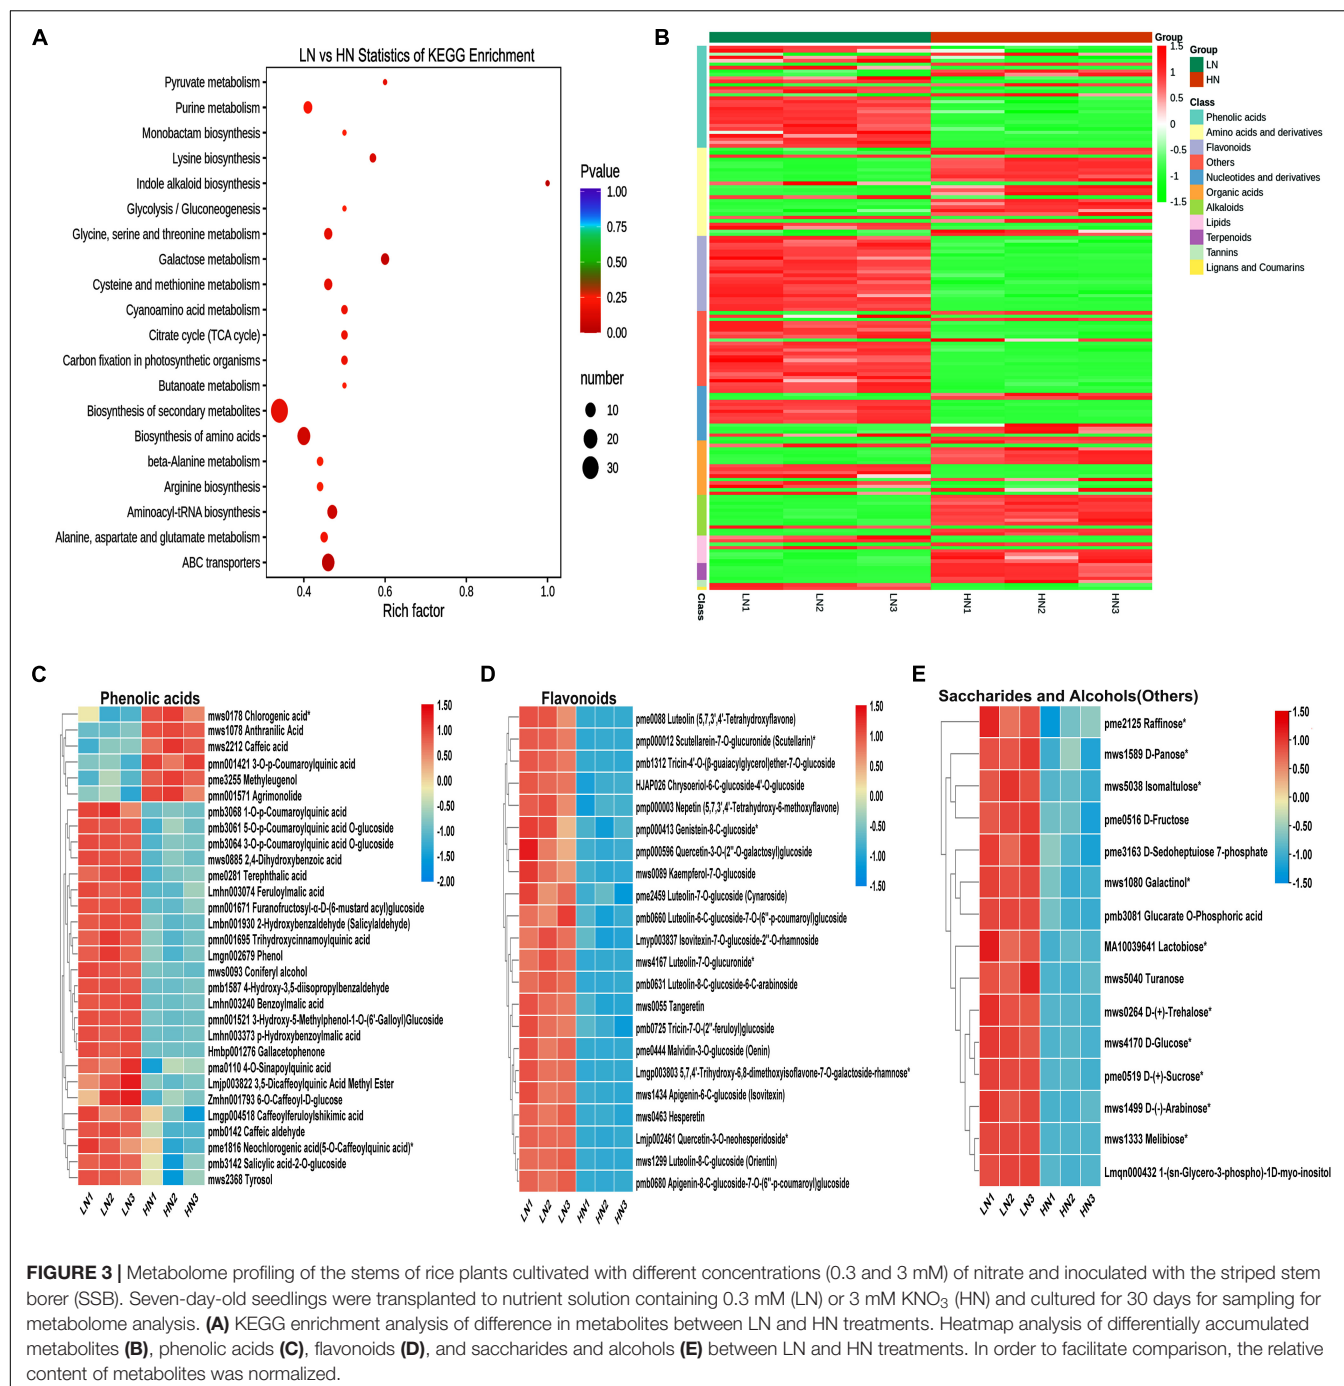 A
LN vs HN Statistics of KEGG Enrichment
Pyruvate metabolism
Purine metabolism
Monobactam biosynthesis
Lysine biosynthesis
Indole alkaloid biosynthesis
Glycolysis / Gluconeogenesis
Glycine, serine and threonine metabolism
Galactose metabolism
Cysteine and methionine metabolism
Cyanoamino acid metabolism
Citrate cycle (TCA cycle)
Carbon fixation in photosynthetic organisms
Butanoate metabolism
Biosynthesis of secondary metabolites
Biosynthesis of amino acids
beta-Alanine metabolism
Arginine biosynthesis
Aminoacyl-tRNA biosynthesis
Alanine, aspartate and glutamate metabolism
ABC transporters
0.4 0.6 0.8 1.0
Rich factor
Pvalue
1.00
0.75
0.50
0.25
0.00
number
10
20
30
B
Group
1.5
1
0.5
0
-0.5
-1
-1.5
Group
LN
HN
Class
Phenolic acids
Amino acids and derivatives
Flavonoids
Others
Nucleotides and derivatives
Organic acids
Alkaloids
Lipids
Terpenoids
Tannins
Lignans and Coumarins
Class LN1 LN2 LN3 HN1 HN2 HN3
C
Phenolic acids
mws0178 Chlorogenic acid*
mws1078 Anthranilic Acid
mws2212 Caffeic acid
pmn001421 3-O-p-Coumaroylquinic acid
pme3255 Methyleugenol
pmn001571 Agrimonolide
pmb3068 1-O-p-Coumaroylquinic acid
pmb3061 5-O-p-Coumaroylquinic acid O-glucoside
pmb3064 3-O-p-Coumaroylquinic acid O-glucoside
mws0885 2,4-Dihydroxybenzoic acid
pme0281 Terephthalic acid
Lmhn003074 Feruloylmalic acid
pmn001671 Furanofructosyl-α-D-(6-mustard acyl)glucoside
Lmbn001930 2-Hydroxybenzaldehyde (Salicylaldehyde)
pmn001695 Trihydroxycinnamoylquinic acid
Lmgn002679 Phenol
mws0093 Coniferyl alcohol
pmb1587 4-Hydroxy-3,5-diisopropylbenzaldehyde
Lmhn003240 Benzoylmalic acid
pmn001521 3-Hydroxy-5-Methylphenol-1-O-(6'-Galloyl)Glucoside
Lmhn003373 p-Hydroxybenzoylmalic acid
Hmbp001276 Gallacetophenone
pma0110 4-O-Sinapoylquinic acid
Lmjp003822 3,5-Dicaffeoylquinic Acid Methyl Ester
Zmhn001793 6-O-Caffeoyl-D-glucose
Lmgp004518 Caffeoylferuloylshikimic acid
pmb0142 Caffeic aldehyde
pme1816 Neochlorogenic acid(5-O-Caffeoylquinic acid)*
pmb3142 Salicylic acid-2-O-glucoside
mws2368 Tyrosol
LN1 LN2 LN3 HN1 HN2 HN3
1.50
1.00
0.50
0.00
-0.50
-1.00
-1.50
-2.00
D
Flavonoids
pme0088 Luteolin (5,7,3',4'-Tetrahydroxyflavone)
pmp000012 Scutellarein-7-O-glucuronide (Scutellarin)*
pmb1312 Tricin-4'-O-(β-guaiacylglycerol)ether-7-O-glucoside
HJAP026 Chrysoeriol-6-C-glucoside-4'-O-glucoside
pmp000003 Nepetin (5,7,3',4'-Tetrahydroxy-6-methoxyflavone)
pmp000413 Genistein-8-C-glucoside*
pmp000596 Quercetin-3-O-(2''-O-galactosyl)glucoside
mws0089 Kaempferol-7-O-glucoside
pme2459 Luteolin-7-O-glucoside (Cynaroside)
pmb0660 Luteolin-6-C-glucoside-7-O-(6''-p-coumaroyl)glucoside
Lmyp003837 Isovitexin-7-O-glucoside-2''-O-rhamnoside
mws4167 Luteolin-7-O-glucuronide*
pmb0631 Luteolin-8-C-glucoside-6-C-arabinoside
mws0055 Tangeretin
pmb0725 Tricin-7-O-(2''-feruloyl)glucoside
pme0444 Malvidin-3-O-glucoside (Oenin)
Lmgp003803 5,7,4'-Trihydroxy-6,8-dimethoxyisoflavone-7-O-galactoside-rhamnose*
mws1434 Apigenin-6-C-glucoside (Isovitexin)
mws0463 Hesperetin
Lmjp002461 Quercetin-3-O-neohesperidoside*
mws1299 Luteolin-8-C-glucoside (Orientin)
pmb0680 Apigenin-8-C-glucoside-7-O-(6''-p-coumaroyl)glucoside
LN1 LN2 LN3 HN1 HN2 HN3
1.50
1.00
0.50
0.00
-0.50
-1.00
-1.50
E
Saccharides and Alcohols(Others)
pme2125 Raffinose*
mws1589 D-Panose*
mws5038 Isomaltulose*
pme0516 D-Fructose
pme3163 D-Sedoheptuiose 7-phosphate
mws1080 Galactinol*
pmb3081 Glucarate O-Phosphoric acid
MA10039641 Lactobiose*
mws5040 Turanose
mws0264 D-(+)-Trehalose*
mws4170 D-Glucose*
pme0519 D-(+)-Sucrose*
mws1499 D-(-)-Arabinose*
mws1333 Melibiose*
Lmqn000432 1-(sn-Glycero-3-phospho)-1D-myo-inositol
LN1 LN2 LN3 HN1 HN2 HN3
1.50
1.00
0.50
0.00
-0.50
-1.00
-1.50
FIGURE 3 | Metabolome profiling of the stems of rice plants cultivated with different concentrations (0.3 and 3 mM) of nitrate and inoculated with the striped stem
borer (SSB). Seven-day-old seedlings were transplanted to nutrient solution containing 0.3 mM (LN) or 3 mM KNO₃ (HN) and cultured for 30 days for sampling for
metabolome analysis. (A) KEGG enrichment analysis of difference in metabolites between LN and HN treatments. Heatmap analysis of differentially accumulated
metabolites (B), phenolic acids (C), flavonoids (D), and saccharides and alcohols (E) between LN and HN treatments. In order to facilitate comparison, the relative
content of metabolites was normalized.